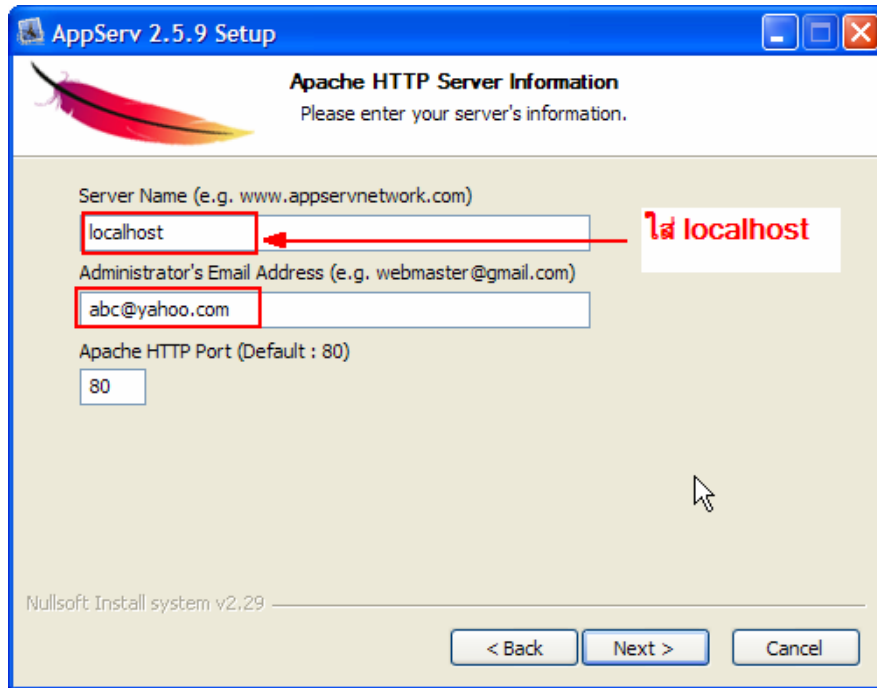 AppServ 2.5.9 Setup
Apache HTTP Server Information
Please enter your server's information.
Server Name (e.g. www.appservnetwork.com)
localhost
ใส่ localhost
Administrator's Email Address (e.g. webmaster@gmail.com)
abc@yahoo.com
Apache HTTP Port (Default : 80)
80
Nullsoft Install system v2.29
< Back Next > Cancel